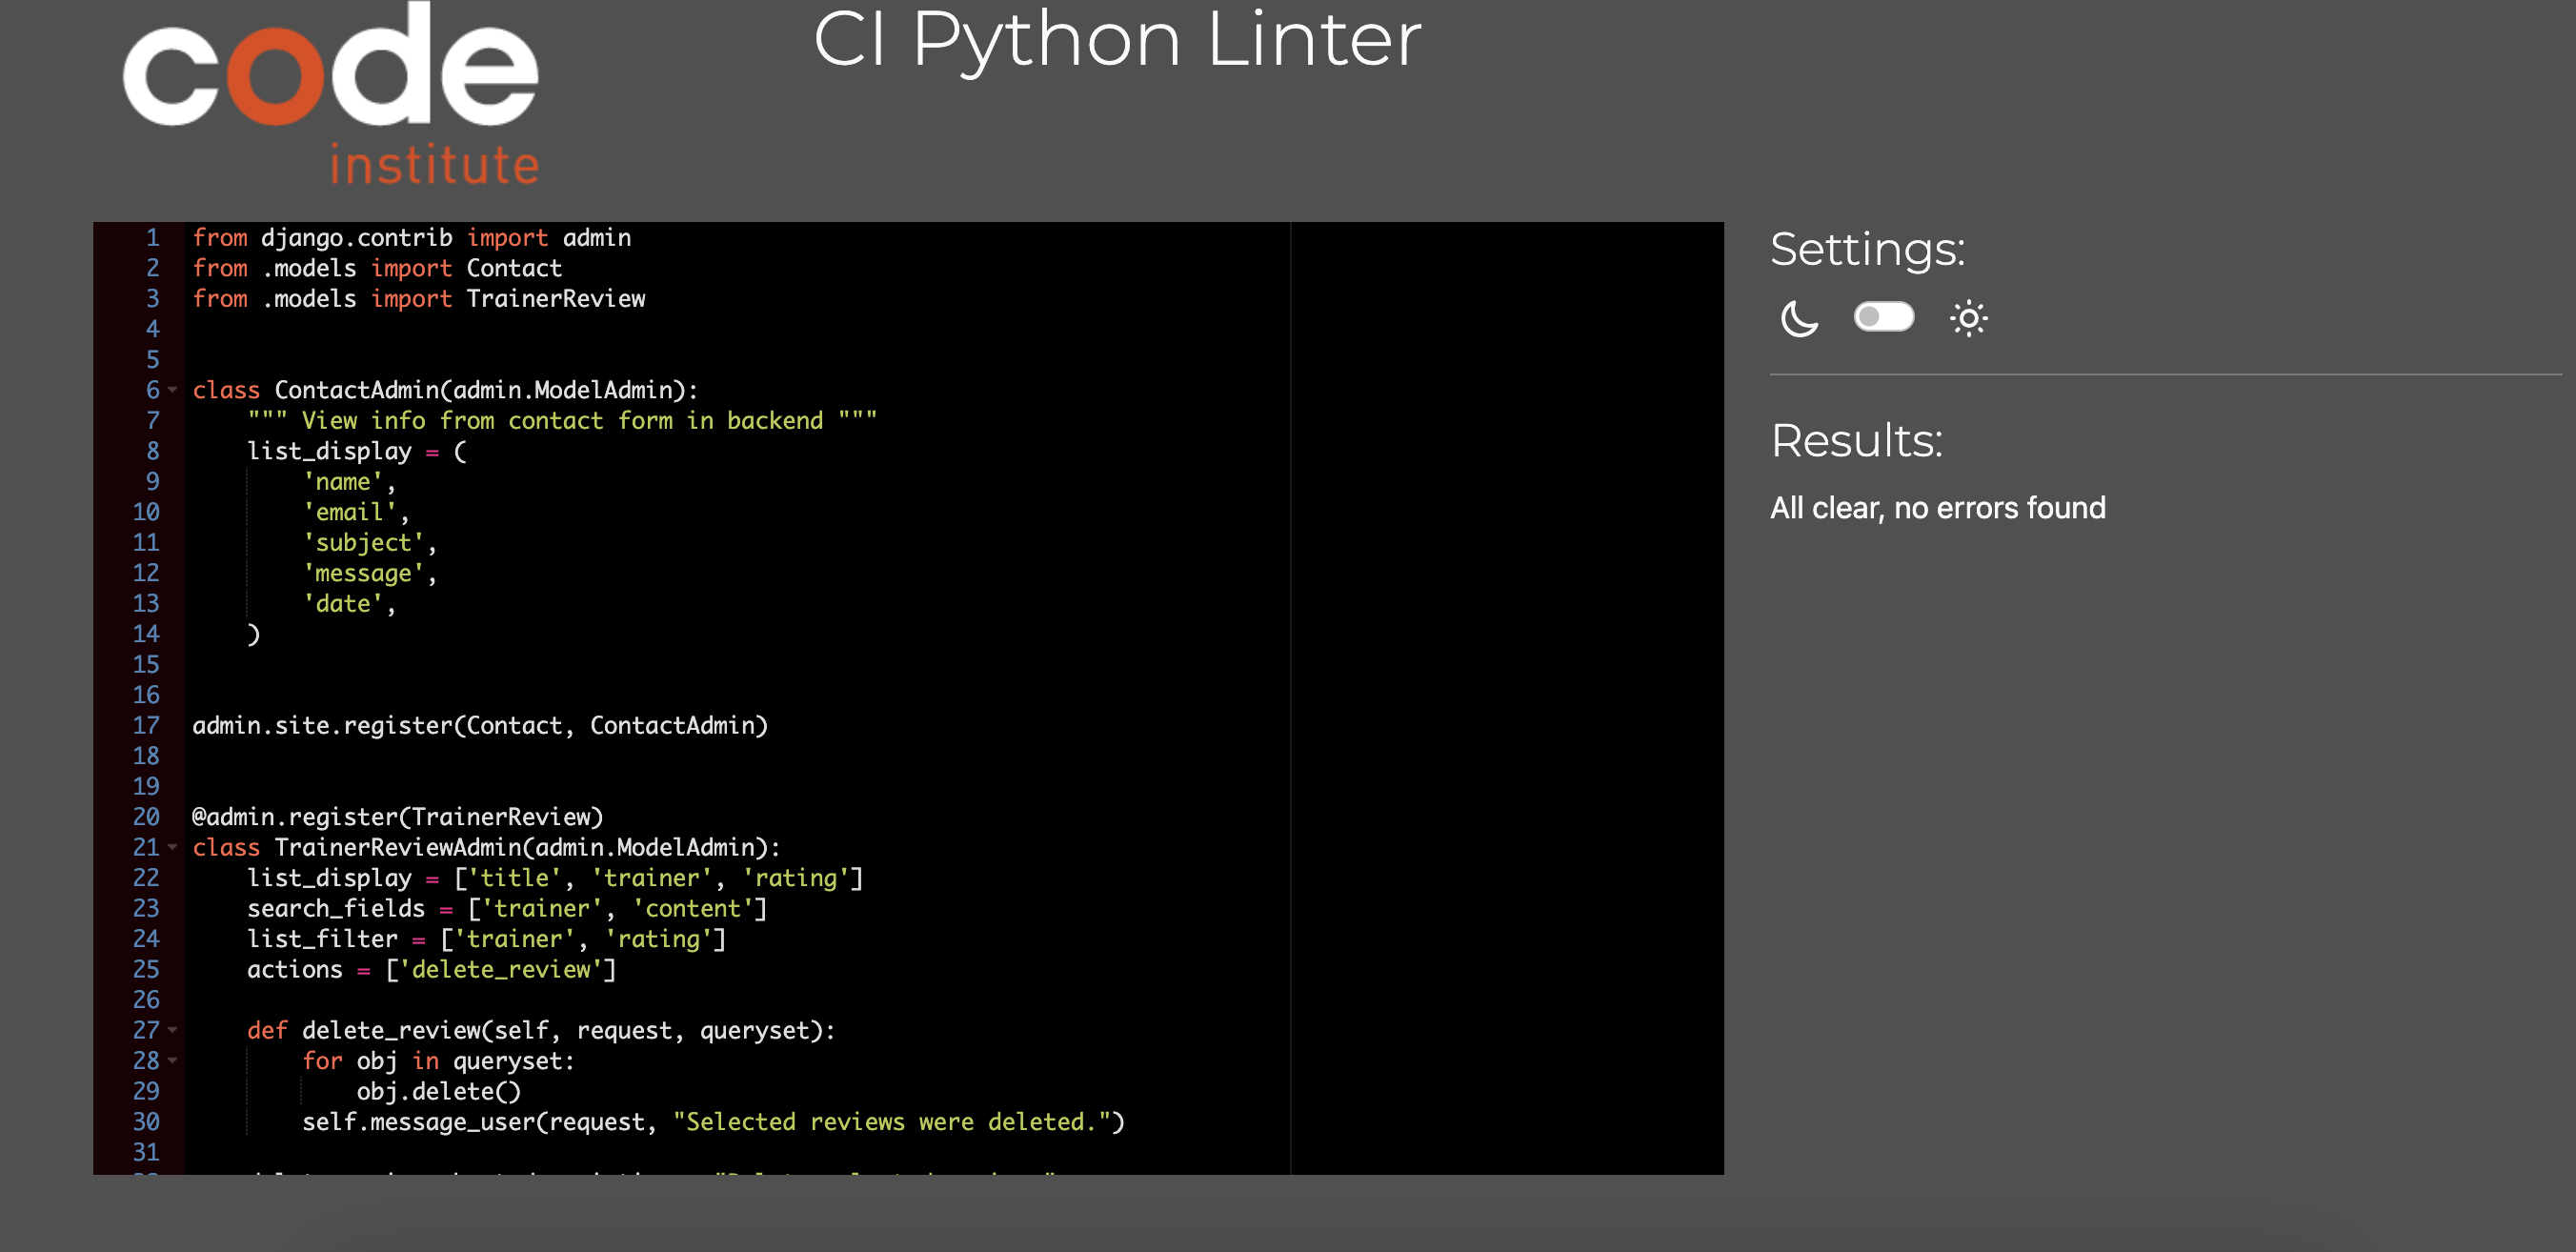 code
institute
CI Python Linter
1 from django.contrib import admin
2 from .models import Contact
3 from .models import TrainerReview
4
5
6 class ContactAdmin(admin.ModelAdmin):
7     """ View info from contact form in backend """
8     list_display = (
9         'name',
10         'email',
11         'subject',
12         'message',
13         'date',
14     )
15
16
17 admin.site.register(Contact, ContactAdmin)
18
19
20 @admin.register(TrainerReview)
21 class TrainerReviewAdmin(admin.ModelAdmin):
22     list_display = ['title', 'trainer', 'rating']
23     search_fields = ['trainer', 'content']
24     list_filter = ['trainer', 'rating']
25     actions = ['delete_review']
26
27     def delete_review(self, request, queryset):
28         for obj in queryset:
29             obj.delete()
30         self.message_user(request, "Selected reviews were deleted.")
31
Settings:
Results:
All clear, no errors found